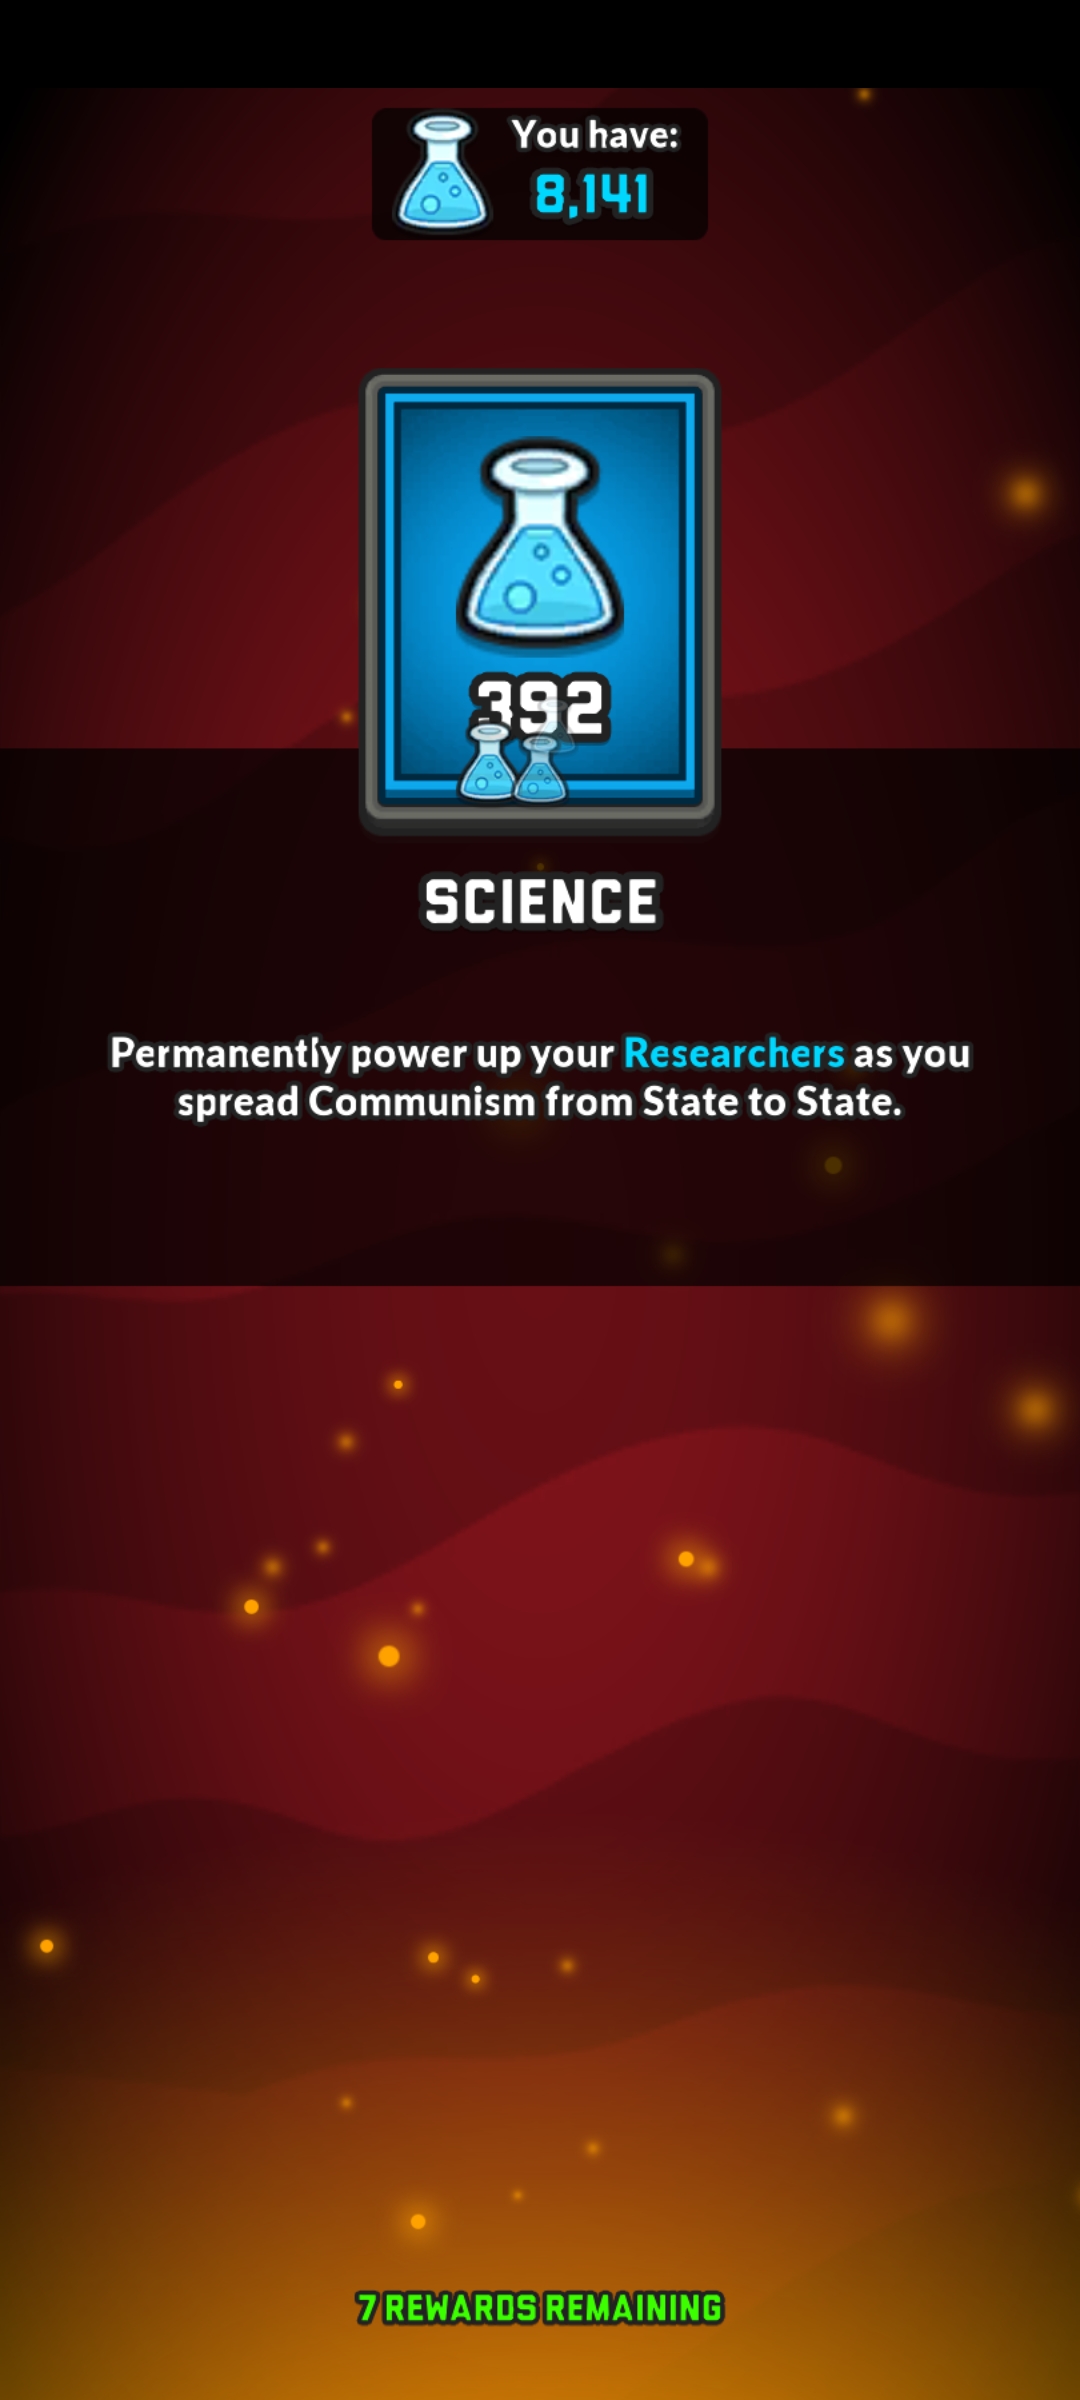 You have:
8,141
392
SCIENCE
Permanently power up your Researchers as you
spread Communism from State to State.
7 REWARDS REMAINING